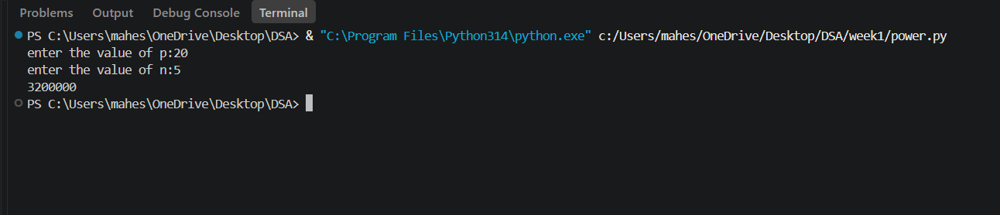 Problems Output Debug Console Terminal
PS C:\Users\mahes\OneDrive\Desktop\DSA> & "C:\Program Files\Python314\python.exe" c:/Users/mahes/OneDrive/Desktop/DSA/week1/power.py
enter the value of p:20
enter the value of n:5
3200000
PS C:\Users\mahes\OneDrive\Desktop\DSA>